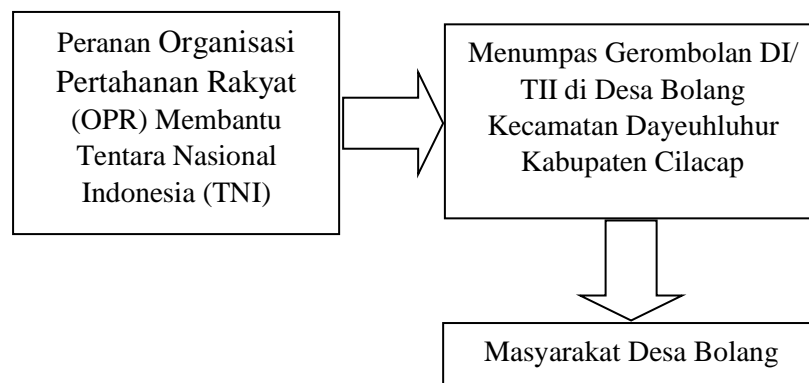 Peranan Organisasi
Pertahanan Rakyat
(OPR) Membantu
Tentara Nasional
Indonesia (TNI)
Menumpas Gerombolan DI/
TII di Desa Bolang
Kecamatan Dayeuhluhur
Kabupaten Cilacap
Masyarakat Desa Bolang